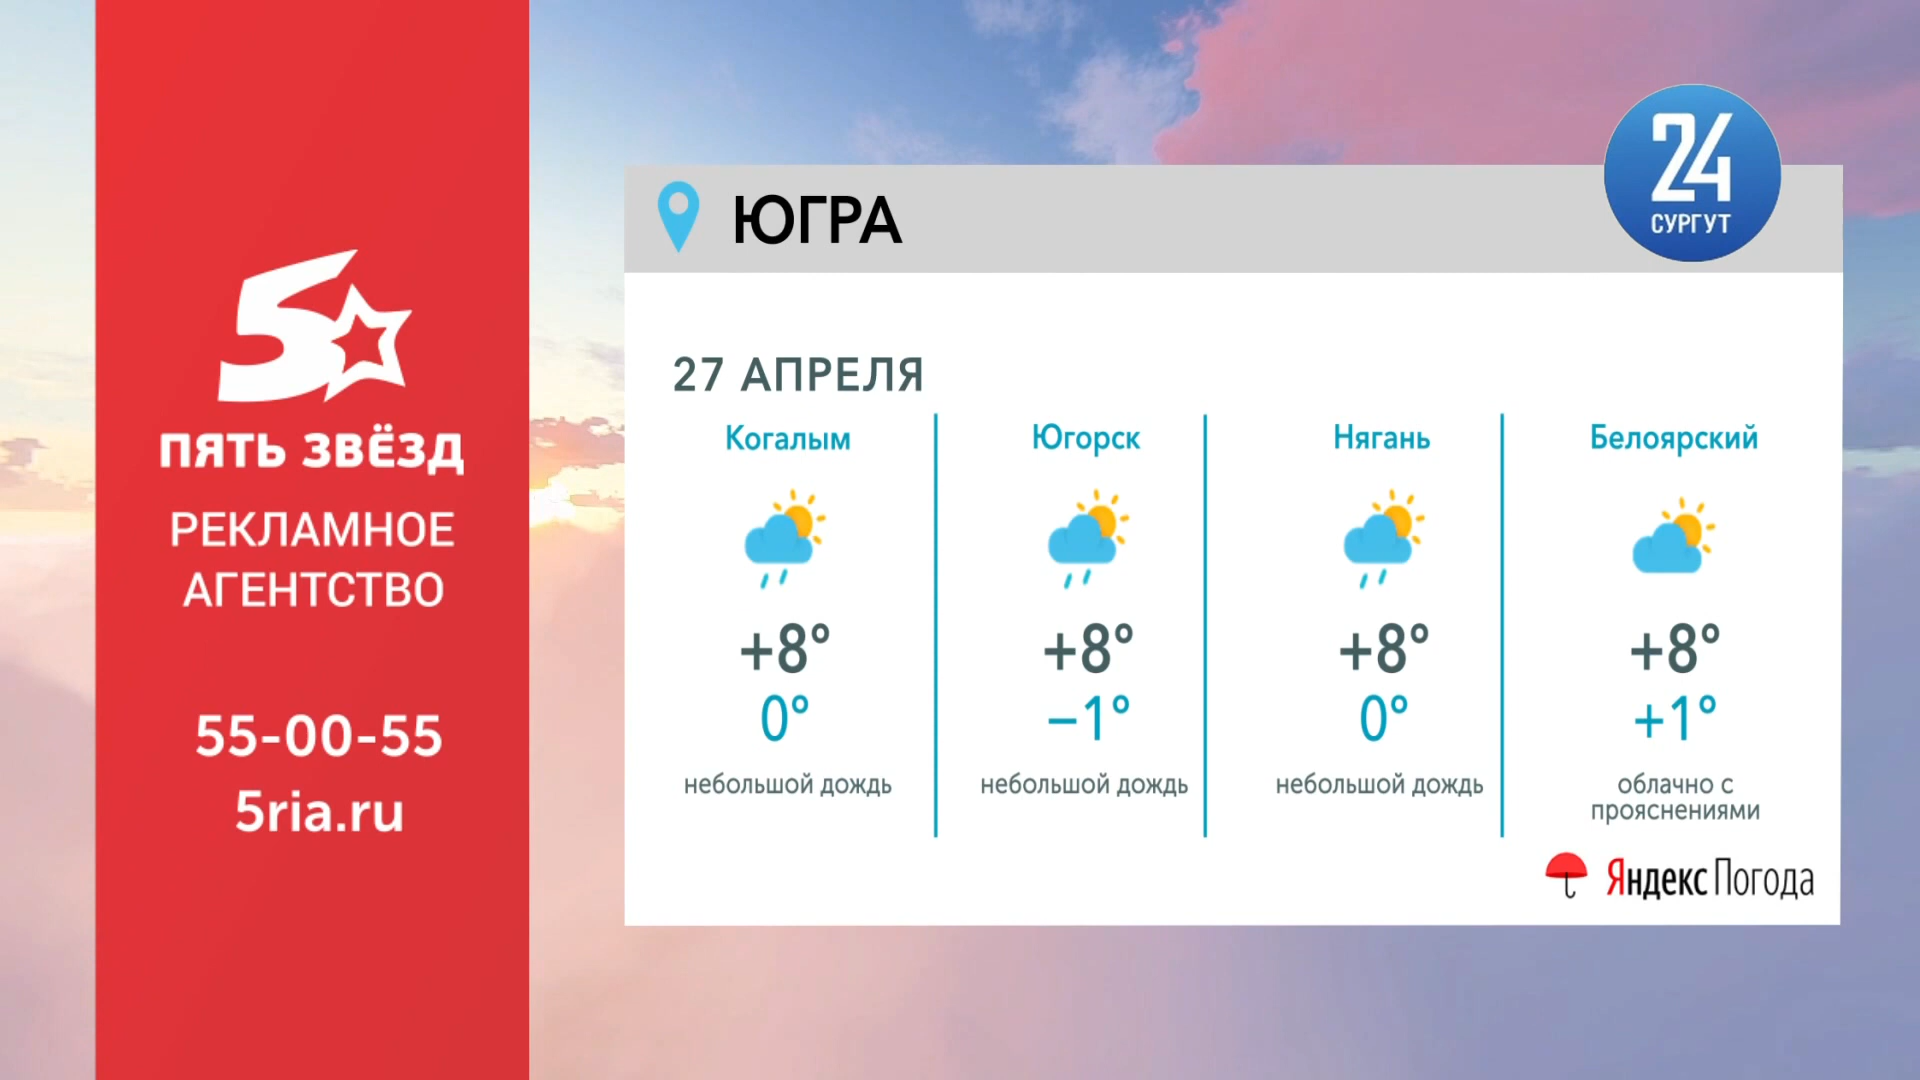 5
ПЯТЬ ЗВЁЗД
РЕКЛАМНОЕ
АГЕНТСТВО
55-00-55
5ria.ru
24
СУРГУТ
ЮГРА
27 АПРЕЛЯ
Когалым
+8°
0°
небольшой дождь
Югорск
+8°
−1°
небольшой дождь
Нягань
+8°
0°
небольшой дождь
Белоярский
+8°
+1°
облачно с
прояснениями
Яндекс Погода